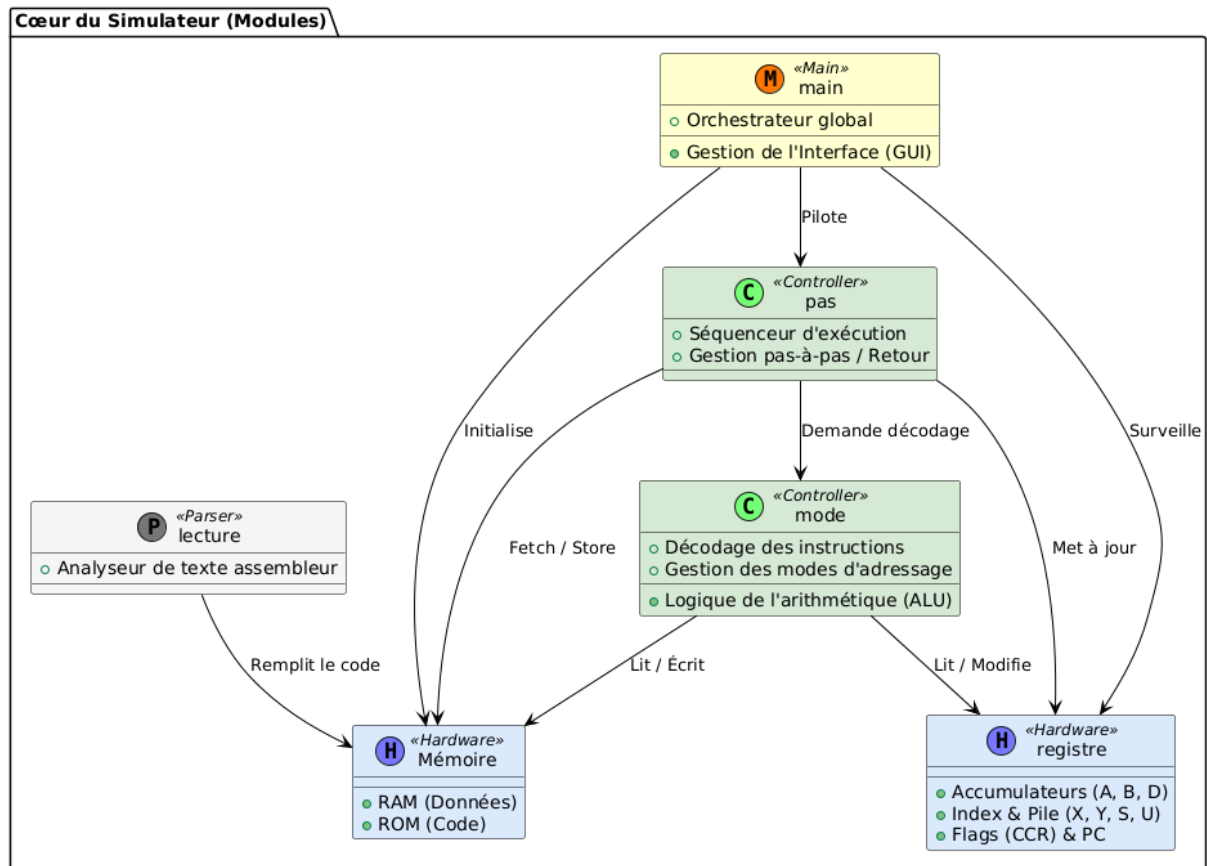 Cœur du Simulateur (Modules)
M
«Main»
main
Orchestrateur global
Gestion de l'Interface (GUI)
Pilote
C
«Controller»
pas
Séquenceur d'exécution
Gestion pas-à-pas / Retour
Initialise
Demande décodage
Surveille
P
«Parser»
lecture
Analyseur de texte assembleur
C
«Controller»
mode
Décodage des instructions
Gestion des modes d'adressage
Logique de l'arithmétique (ALU)
Fetch / Store
Met à jour
Remplit le code
Lit / Écrit
Lit / Modifie
H
«Hardware»
Mémoire
RAM (Données)
ROM (Code)
H
«Hardware»
registre
Accumulateurs (A, B, D)
Index & Pile (X, Y, S, U)
Flags (CCR) & PC